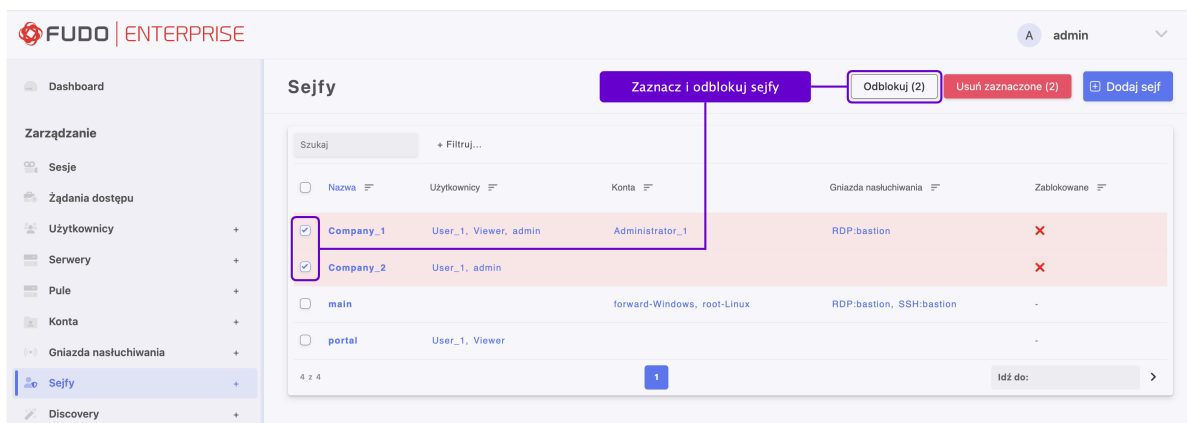 FUDO ENTERPRISE
A admin
Dashboard
Sejfy
Zaznacz i odblokuj sejfy
Odblokuj (2)
Usuń zaznaczone (2)
Dodaj sejf
Zarządzanie
Szukaj + Filtruj...
Sesje
Nazwa Użytkownicy Konta Gniazda nasłuchiwania Zablokowane
Żądania dostępu
Użytkownicy +
Company_1 User_1, Viewer, admin Administrator_1 RDP:bastion
Serwery +
Company_2 User_1, admin
Pule +
main forward-Windows, root-Linux RDP:bastion, SSH:bastion -
Konta +
portal User_1, Viewer -
Gniazda nasłuchiwania +
4 z 4 1 Idź do:
Sejfy +
Discovery +